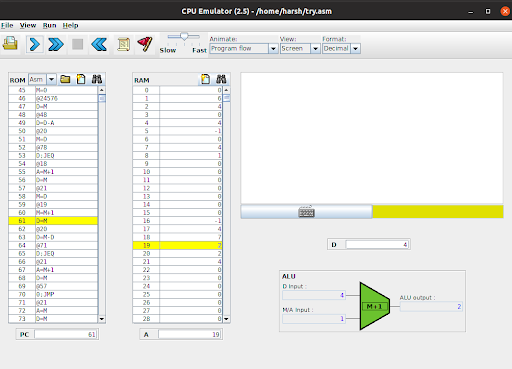 CPU Emulator (2.5) - /home/harsh/try.asm
File View Run Help
Slow Fast
Animate:
Program flow
View:
Screen
Format:
Decimal
ROM Asm
45 M=D
46 @24576
47 D=M
48 @48
49 D=D-A
50 @20
51 M=D
52 @78
53 D;JEQ
54 @18
55 A=M+1
56 D=M
57 @21
58 M=D
59 @19
60 M=M+1
61 D=M
62 @20
63 D=M-D
64 @71
65 D;JEQ
66 @21
67 A=M+1
68 D=M
69 @57
70 D;JMP
71 @21
72 A=M+1
73 D=M
PC 61
RAM
0 0
1 6
2 4
3 0
4 4
5 -1
6 0
7 4
8 1
9 0
10 0
11 0
12 0
13 0
14 0
15 0
16 -1
17 4
18 7
19 2
20 2
21 4
22 0
23 0
24 0
25 0
26 0
27 0
28 0
A 19
D 4
ALU
D Input :
4
M/A Input :
1
M+1
ALU output :
2